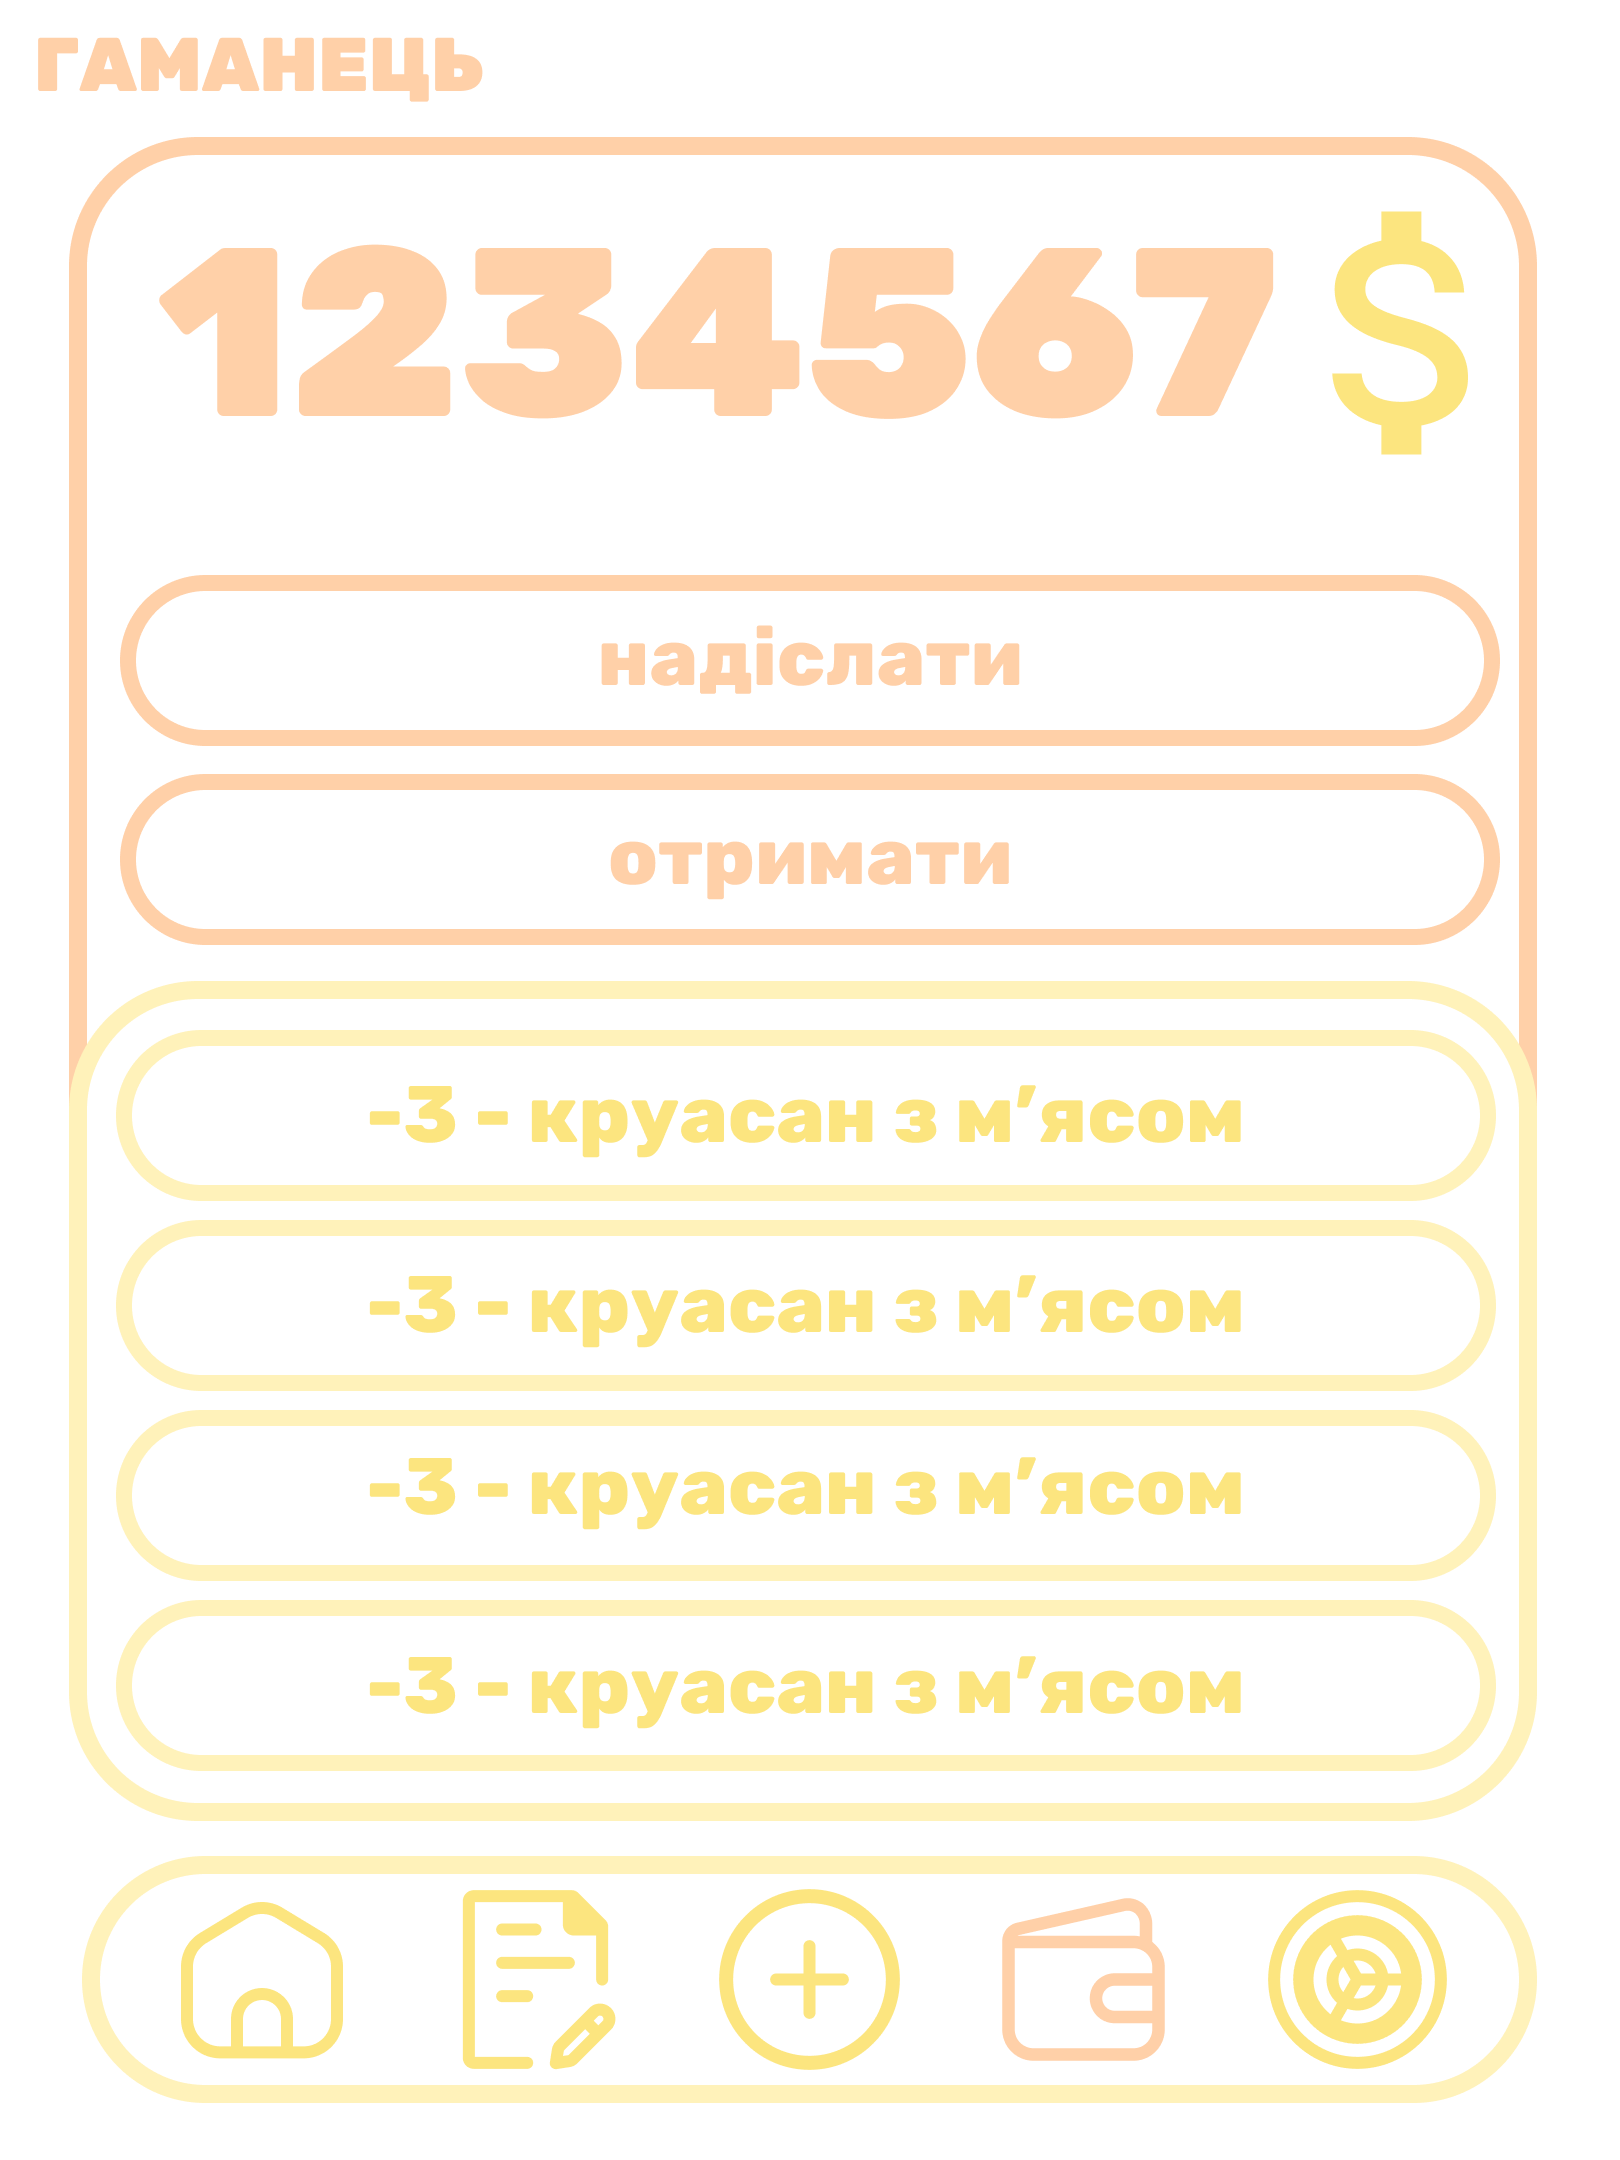 ГАМАНЕЦЬ
1234567$
надіслати
отримати
-3 - круасан з м’ясом
-3 - круасан з м’ясом
-3 - круасан з м’ясом
-3 - круасан з м’ясом